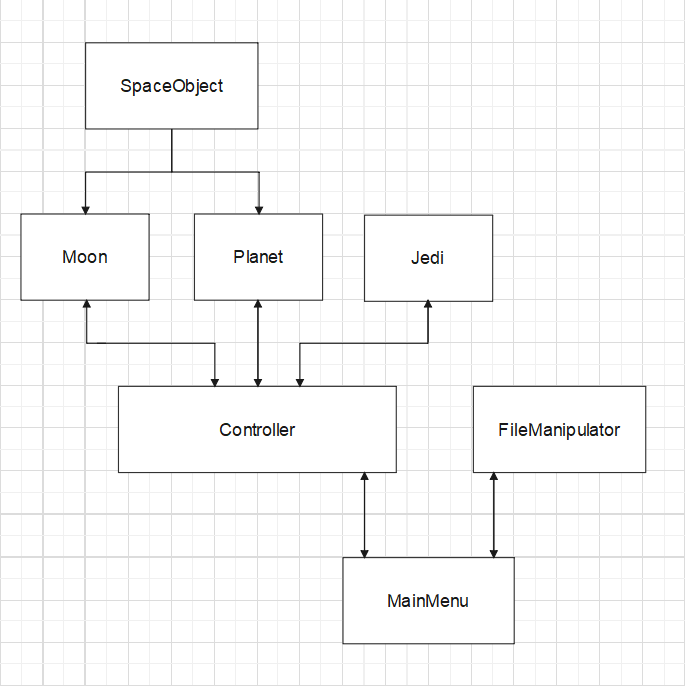 SpaceObject
Moon
Planet
Jedi
Controller
FileManipulator
MainMenu